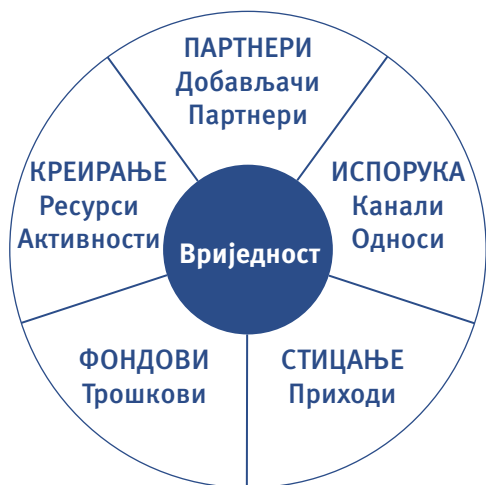 ПАРТНЕРИ
Добављачи
Партнери
КРЕИРАЊЕ
Ресурси
Активности
ИСПОРУКА
Канали
Односи
Вриједност
ФОНДОВИ
Трошкови
СТИЦАЊЕ
Приходи